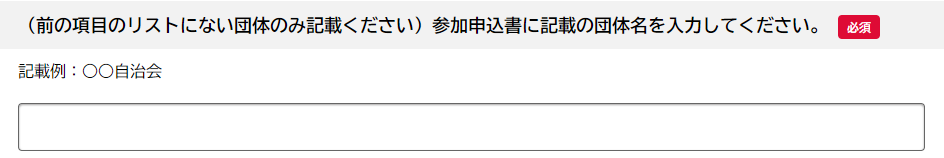 （前の項目のリストにない団体のみ記載ください）参加申込書に記載の団体名を入力してください。 必須
記載例：〇〇自治会